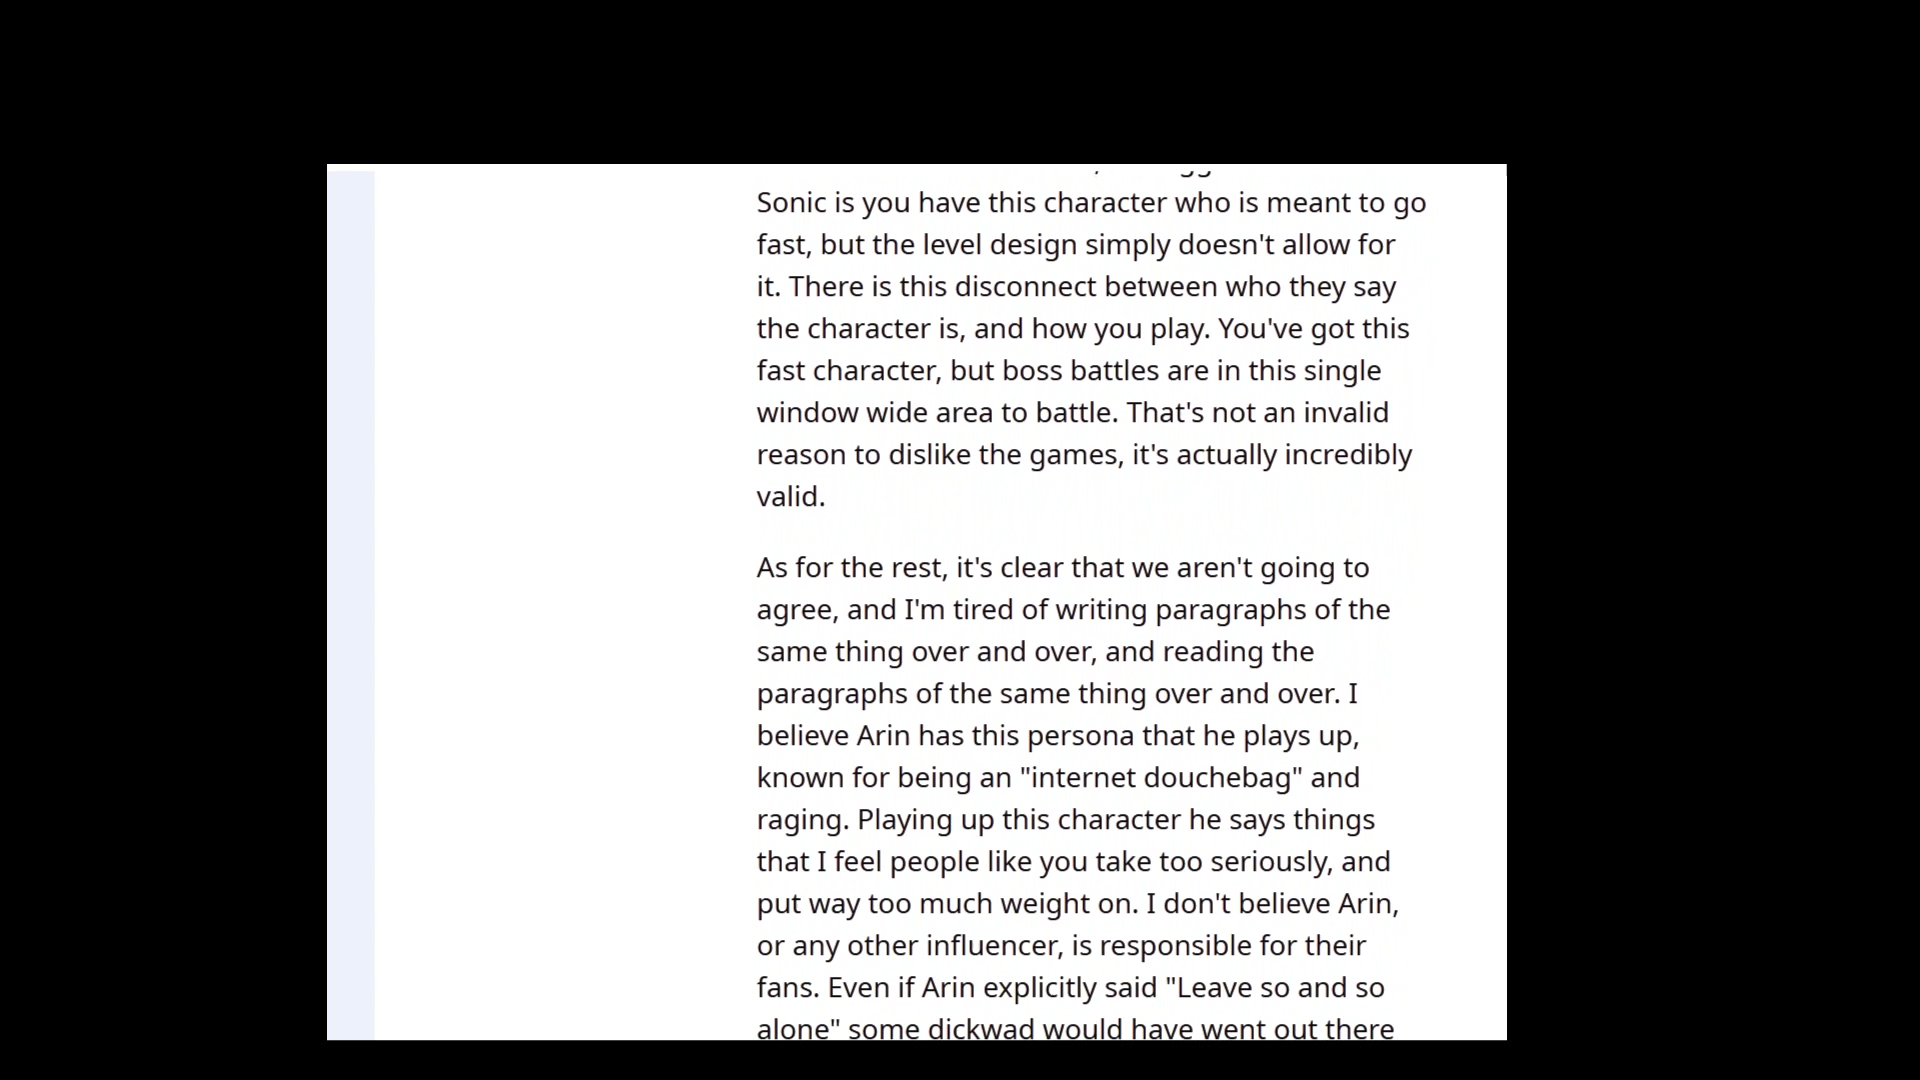 Sonic is you have this character who is meant to go
fast, but the level design simply doesn't allow for
it. There is this disconnect between who they say
the character is, and how you play. You've got this
fast character, but boss battles are in this single
window wide area to battle. That's not an invalid
reason to dislike the games, it's actually incredibly
valid.
As for the rest, it's clear that we aren't going to
agree, and I'm tired of writing paragraphs of the
same thing over and over, and reading the
paragraphs of the same thing over and over. I
believe Arin has this persona that he plays up,
known for being an "internet douchebag" and
raging. Playing up this character he says things
that I feel people like you take too seriously, and
put way too much weight on. I don't believe Arin,
or any other influencer, is responsible for their
fans. Even if Arin explicitly said "Leave so and so
alone" some dickwad would have went out there